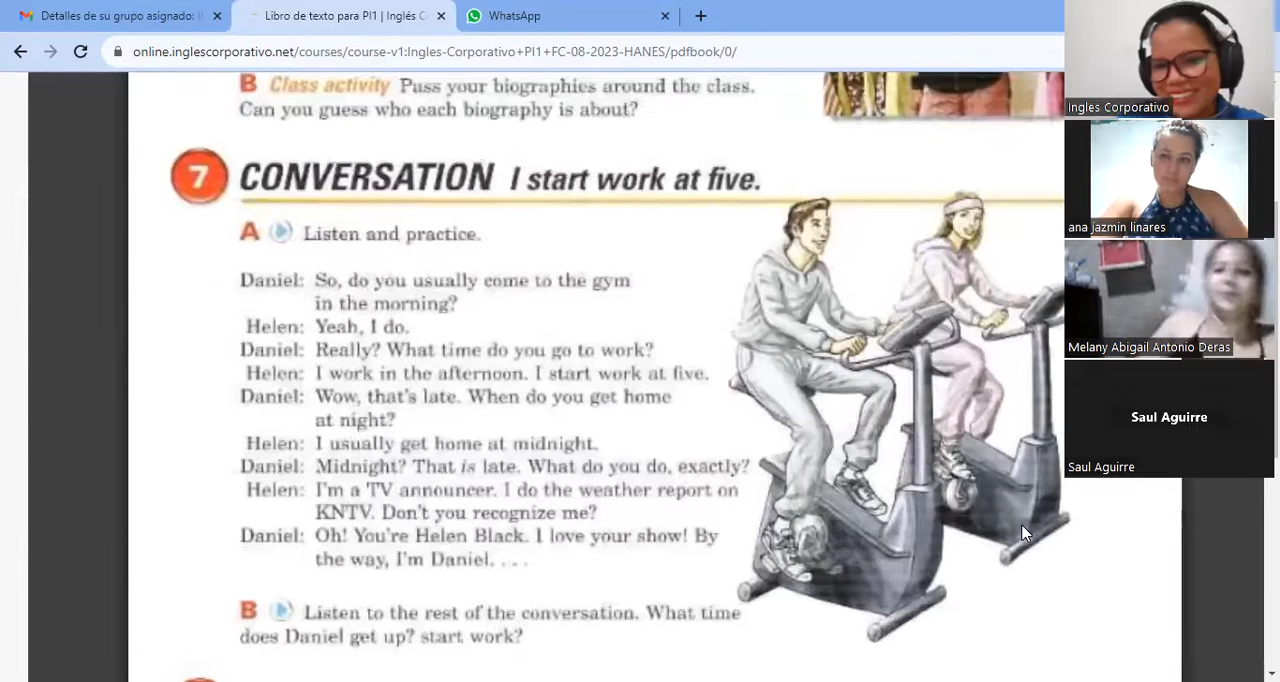 Detalles de su grupo asignado: II
Libro de texto para PI1 | Inglés C
WhatsApp
online.inglescorporativo.net/courses/course-v1:Ingles-Corporativo+PI1+FC-08-2023-HANES/pdfbook/0/
B Class activity Pass your biographies around the class.
Can you guess who each biography is about?
7 CONVERSATION I start work at five.
A Listen and practice.
Daniel: So, do you usually come to the gym
in the morning?
Helen: Yeah, I do.
Daniel: Really? What time do you go to work?
Helen: I work in the afternoon. I start work at five.
Daniel: Wow, that's late. When do you get home
at night?
Helen: I usually get home at midnight.
Daniel: Midnight? That is late. What do you do, exactly?
Helen: I'm a TV announcer. I do the weather report on
KNTV. Don't you recognize me?
Daniel: Oh! You're Helen Black. I love your show! By
the way, I'm Daniel. . . .
B Listen to the rest of the conversation. What time
does Daniel get up? start work?
Ingles Corporativo
ana jazmin linares
Melany Abigail Antonio Deras
Saul Aguirre
Saul Aguirre